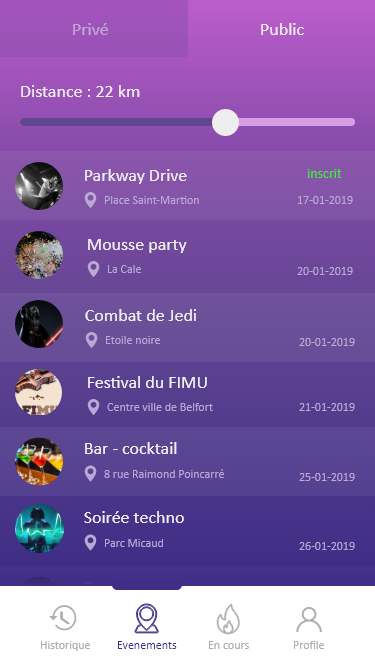 Privé
Public
Distance : 22 km
Parkway Drive
inscrit
Place Saint-Martion
17-01-2019
Mousse party
La Cale
20-01-2019
Combat de Jedi
Etoile noire
20-01-2019
Festival du FIMU
Centre ville de Belfort
21-01-2019
FIMU
Bar - cocktail
8 rue Raimond Poincarré
25-01-2019
Soirée techno
Parc Micaud
26-01-2019
Historique
Evenements
En cours
Profile